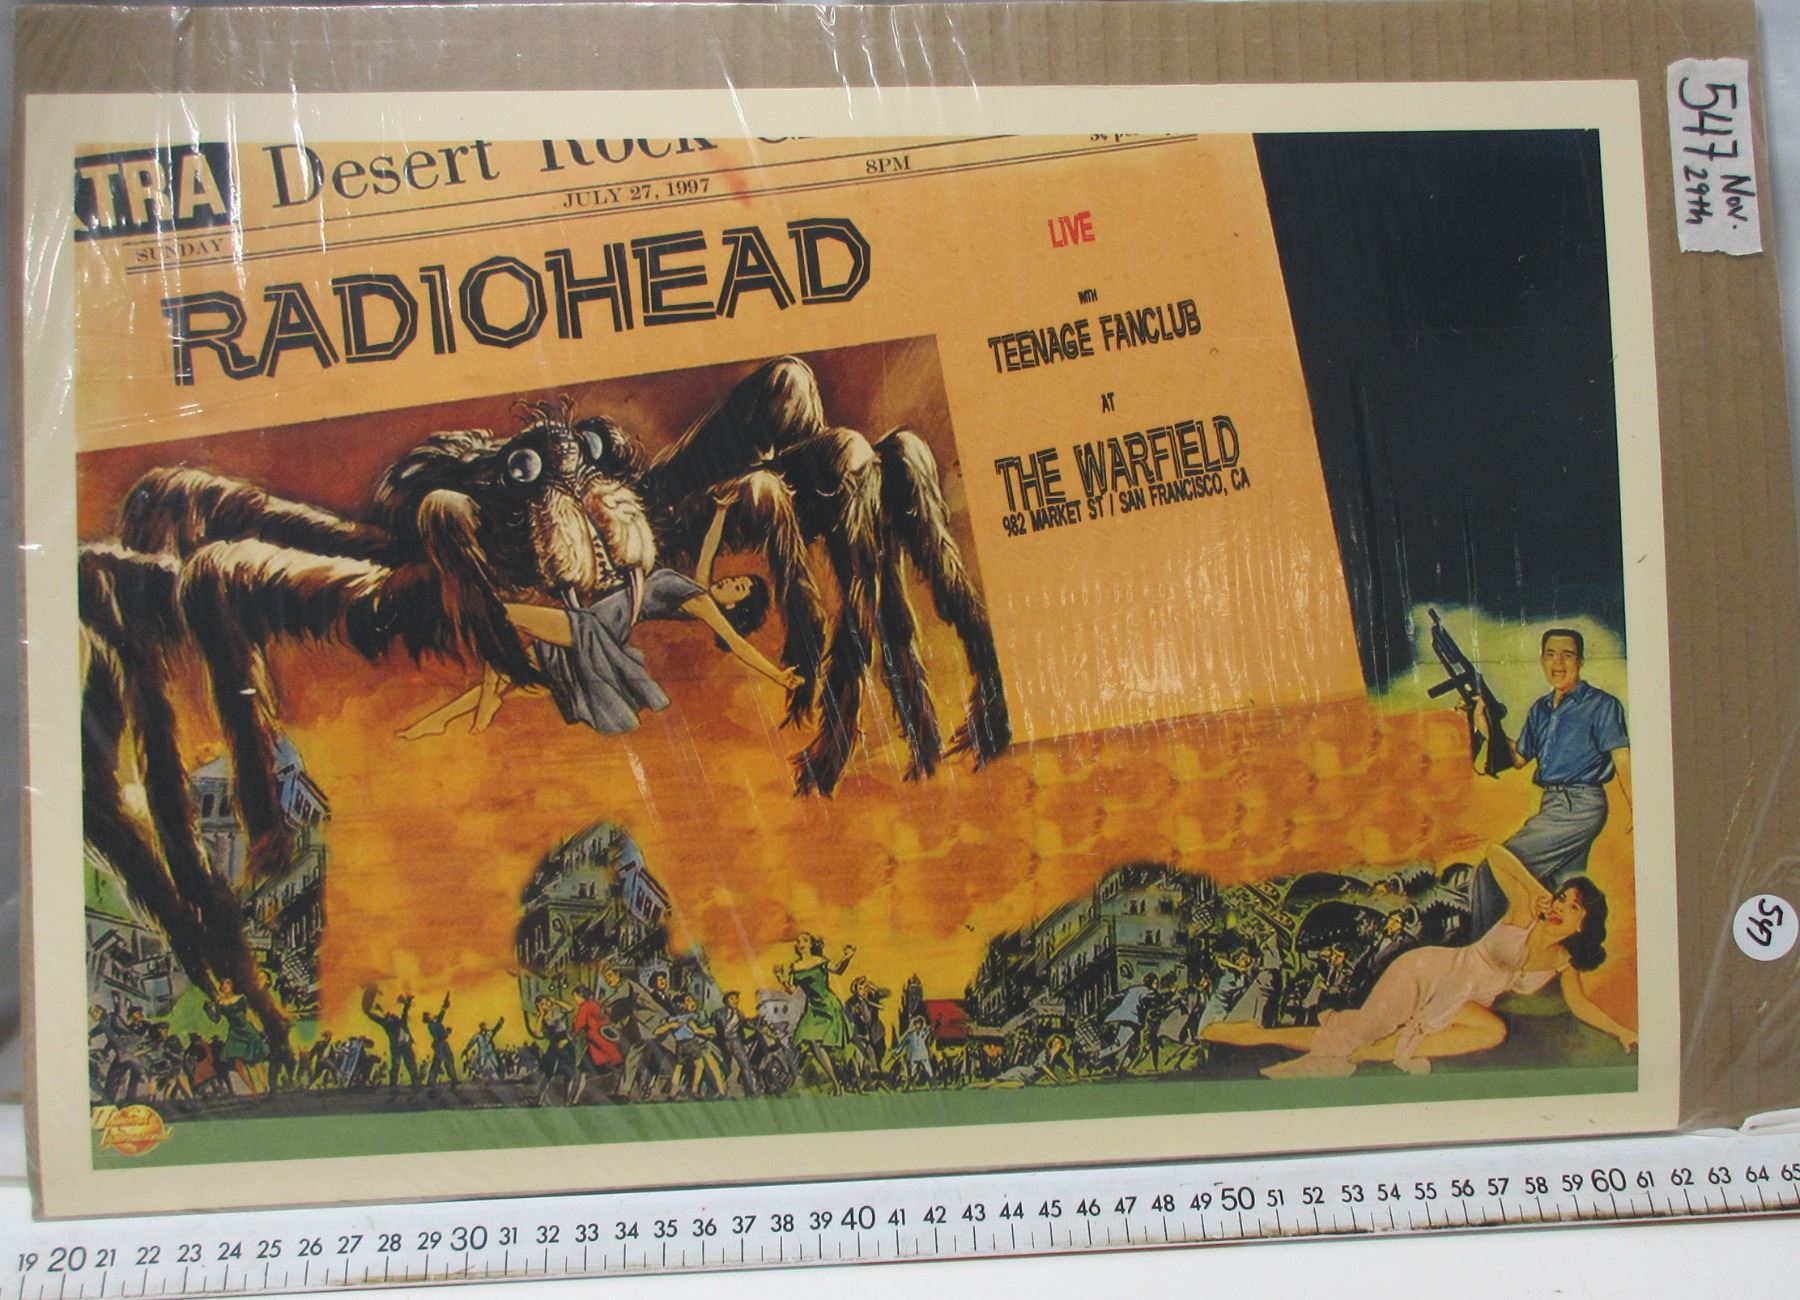 XTRA Desert Rock
SUNDAY JULY 27, 1997 8PM 5¢
RADIOHEAD
LIVE
WITH
TEENAGE FANCLUB
AT
THE WARFIELD
982 MARKET ST / SAN FRANCISCO, CA
547 Nov. 29th
547
19 20 21 22 23 24 25 26 27 28 29 30 31 32 33 34 35 36 37 38 39 40 41 42 43 44 45 46 47 48 49 50 51 52 53 54 55 56 57 58 59 60 61 62 63 64 65